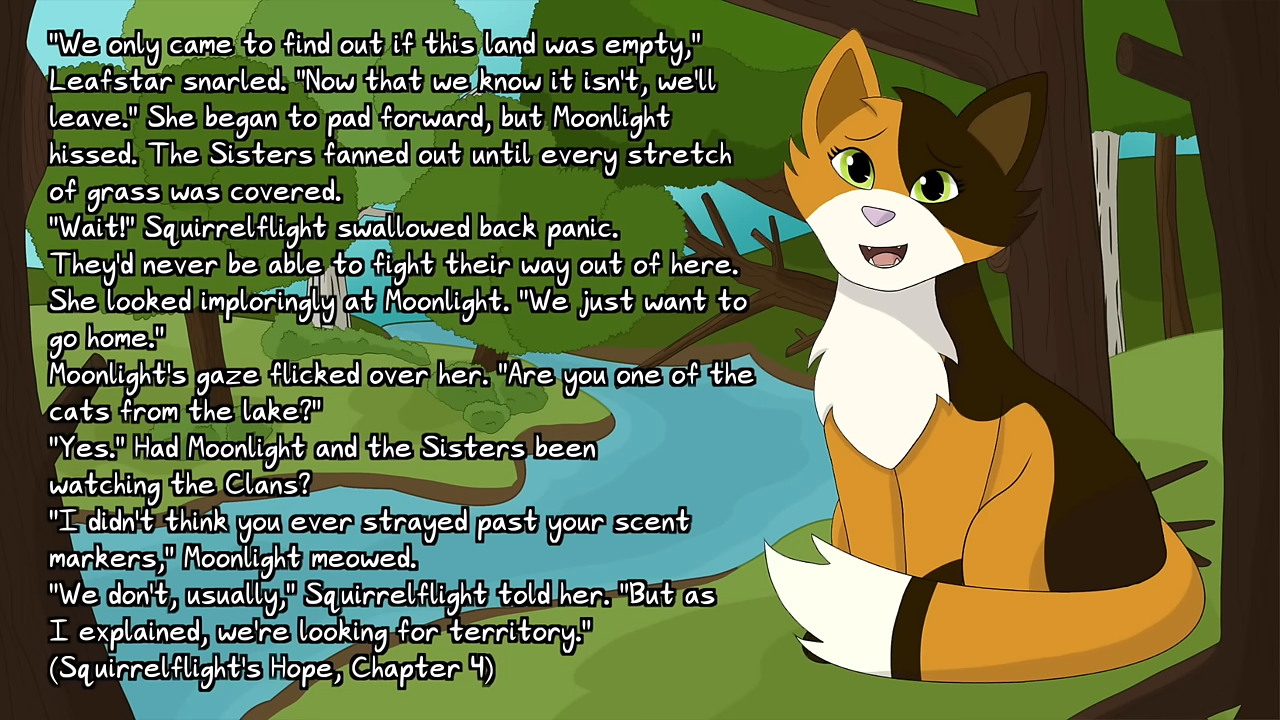 "We only came to find out if this land was empty,"
Leafstar snarled. "Now that we know it isn't, we'll
leave." She began to pad forward, but Moonlight
hissed. The Sisters fanned out until every stretch
of grass was covered.
"Wait!" Squirrelflight swallowed back panic.
They'd never be able to fight their way out of here.
She looked imploringly at Moonlight. "We just want to
go home."
Moonlight's gaze flicked over her. "Are you one of the
cats from the lake?"
"Yes." Had Moonlight and the Sisters been
watching the Clans?
"I didn't think you ever strayed past your scent
markers," Moonlight meowed.
"We don't, usually," Squirrelflight told her. "But as
I explained, we're looking for territory."
(Squirrelflight's Hope, Chapter 4)